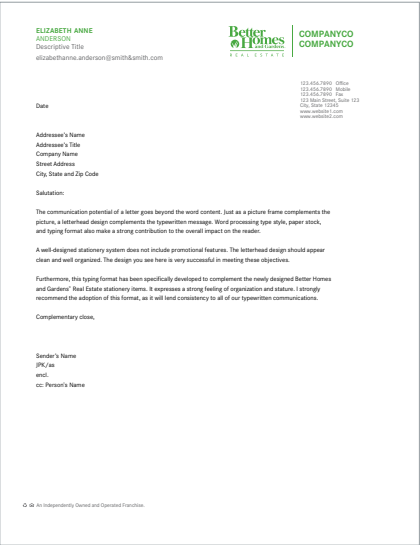 ELIZABETH ANNE
ANDERSON
Descriptive Title
elizabethanne.anderson@smith&smith.com
Better
Homes
and Gardens
REAL ESTATE
COMPANYCO
COMPANYCO
123.456.7890 Office
123.456.7890 Mobile
123.456.7890 Fax
123 Main Street, Suite 123
City, State 12345
www.website1.com
www.website2.com
Date
Addressee's Name
Addressee's Title
Company Name
Street Address
City, State and Zip Code
Salutation:
The communication potential of a letter goes beyond the word content. Just as a picture frame complements the
picture, a letterhead design complements the typewritten message. Word processing type style, paper stock,
and typing format also make a strong contribution to the overall impact on the reader.
A well-designed stationery system does not include promotional features. The letterhead design should appear
clean and well organized. The design you see here is very successful in meeting these objectives.
Furthermore, this typing format has been specifically developed to complement the newly designed Better Homes
and Gardens® Real Estate stationery items. It expresses a strong feeling of organization and stature. I strongly
recommend the adoption of this format, as it will lend consistency to all of our typewritten communications.
Complementary close,
Sender's Name
JPK/as
encl.
cc: Person's Name
An Independently Owned and Operated Franchise.